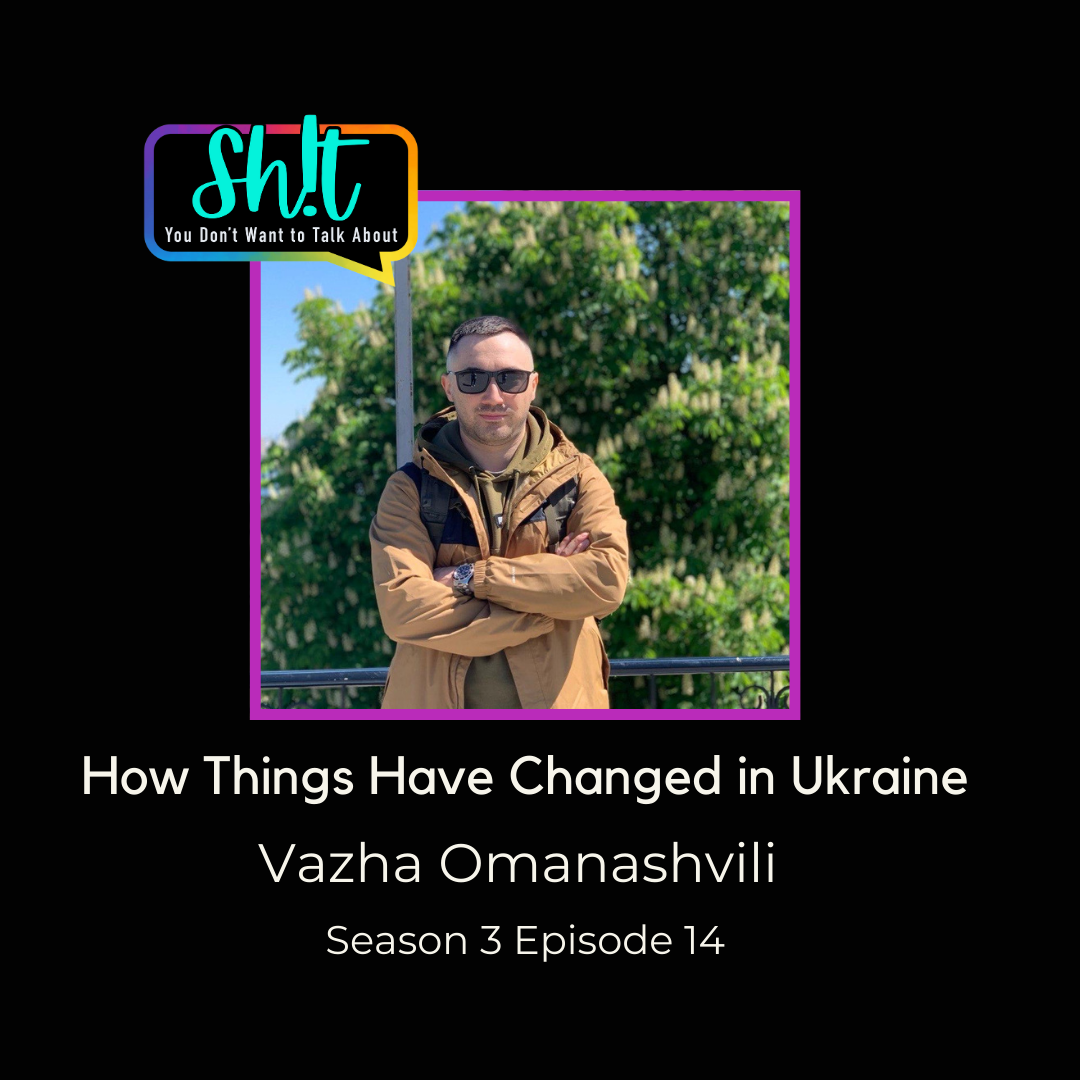 Sh!t
You Don't Want to Talk About
How Things Have Changed in Ukraine
Vazha Omanashvili
Season 3 Episode 14